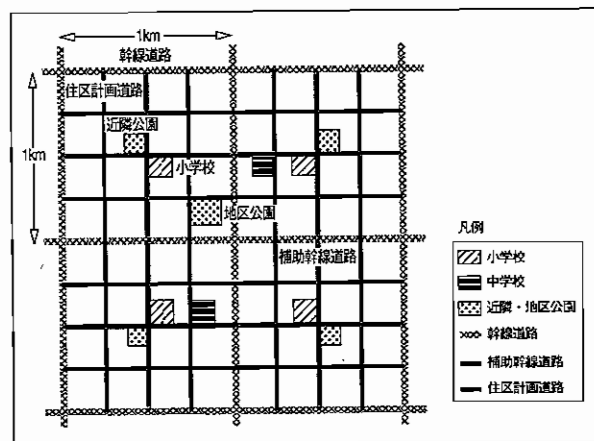 1km
幹線道路
住区計画道路
近隣公園
1km
小学校
地区公園
補助幹線道路
凡例
小学校
中学校
近隣・地区公園
幹線道路
補助幹線道路
住区計画道路